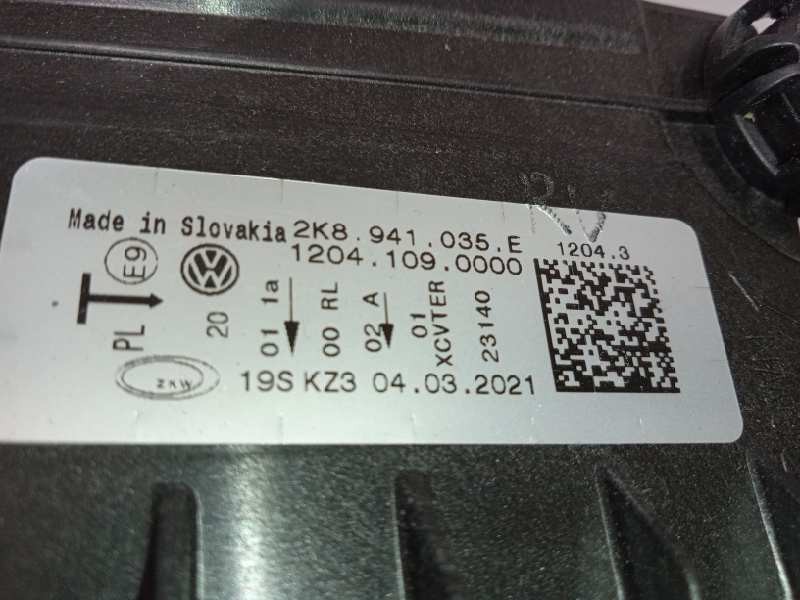 RV
Made in Slovakia 2K8.941.035.E
1204.109.0000
1204.3
E9
PL
20
01 1a
00 RL
02 A
01
XCVTER
23140
ZKW
19S KZ3 04.03.2021